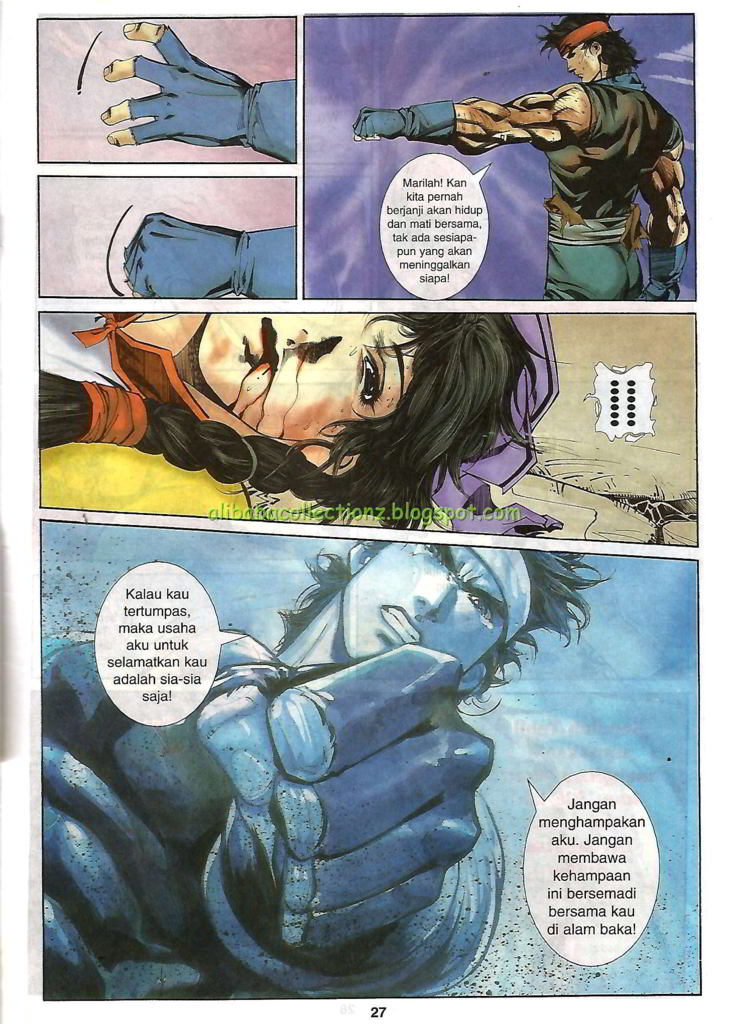 Marilah! Kan
kita pernah
berjanji akan hidup
dan mati bersama,
tak ada sesiapa-
pun yang akan
meninggalkan
siapa!
alibabacollectionz.blogspot.com
Kalau kau
tertumpas,
maka usaha
aku untuk
selamatkan kau
adalah sia-sia
saja!
Jangan
menghampakan
aku. Jangan
membawa
kehampaan
ini bersemadi
bersama kau
di alam baka!
27